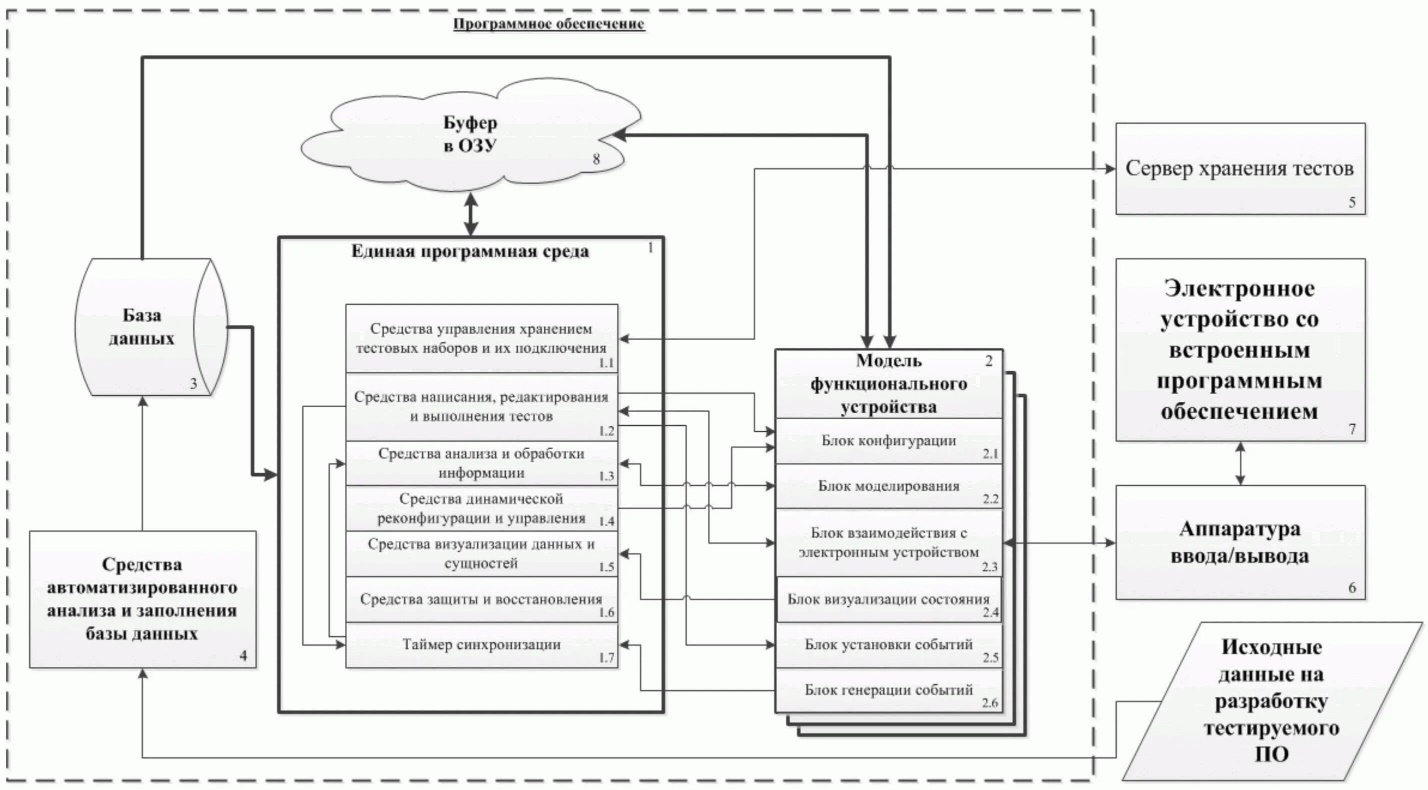 Программное обеспечение
Буфер
в ОЗУ
8
Сервер хранения тестов
5
Единая программная среда
1
База
данных
3
Средства управления хранением
тестовых наборов и их подключения
1.1
Средства написания, редактирования
и выполнения тестов
1.2
Средства анализа и обработки
информации
1.3
Средства динамической
реконфигурации и управления
1.4
Средства визуализации данных и
сущностей
1.5
Средства защиты и восстановления
1.6
Таймер синхронизации
1.7
Модель
функционального
устройства
2
Блок конфигурации
2.1
Блок моделирования
2.2
Блок взаимодействия с
электронным устройством
2.3
Блок визуализации состояния
2.4
Блок установки событий
2.5
Блок генерации событий
2.6
Электронное
устройство со
встроенным
программным
обеспечением
7
Аппаратура
ввода/вывода
6
Средства
автоматизированного
анализа и заполнения
базы данных
4
Исходные
данные на
разработку
тестируемого
ПО